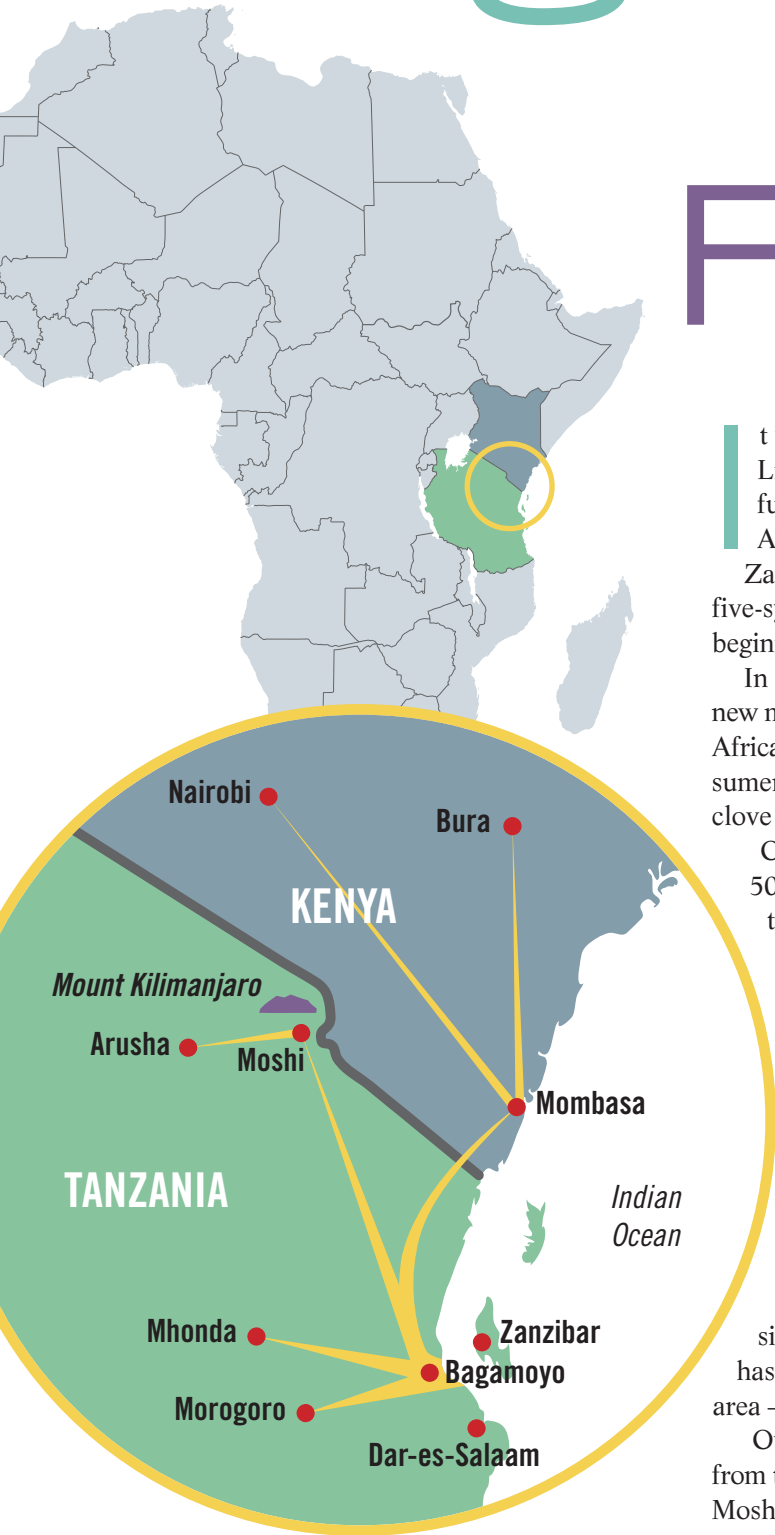 F
It
L
fu
A
Za
five-sy
begin
In
new n
Africa
sumer
clove
C
50
t
Nairobi
Bura
KENYA
Mount Kilimanjaro
Arusha
Moshi
Mombasa
TANZANIA
Indian
Ocean
Mhonda
Zanzibar
Bagamoyo
Morogoro
Dar-es-Salaam
si
has
area –
O
from t
Mosh